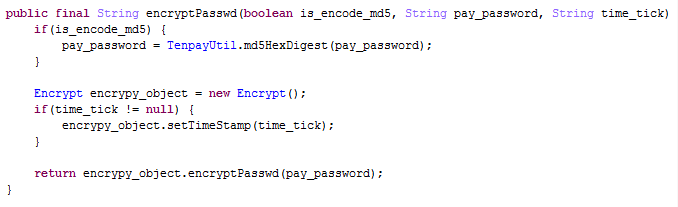 public final String encryptPasswd(boolean is_encode_md5, String pay_password, String time_tick)
if(is_encode_md5) {
pay_password = TenpayUtil.md5HexDigest(pay_password);
}
Encrypt encrypy_object = new Encrypt();
if(time_tick != null) {
encrypy_object.setTimeStamp(time_tick);
}
return encrypy_object.encryptPasswd(pay_password);
}